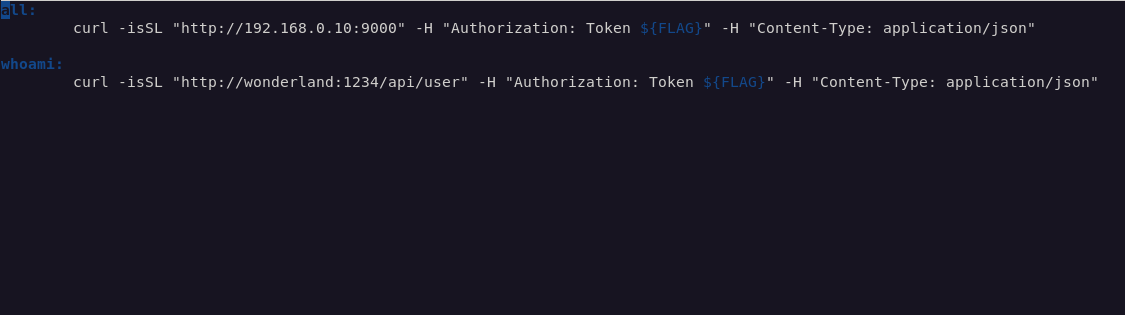 all:
curl -isSL "http://192.168.0.10:9000" -H "Authorization: Token ${FLAG}" -H "Content-Type: application/json"
whoami:
curl -isSL "http://wonderland:1234/api/user" -H "Authorization: Token ${FLAG}" -H "Content-Type: application/json"